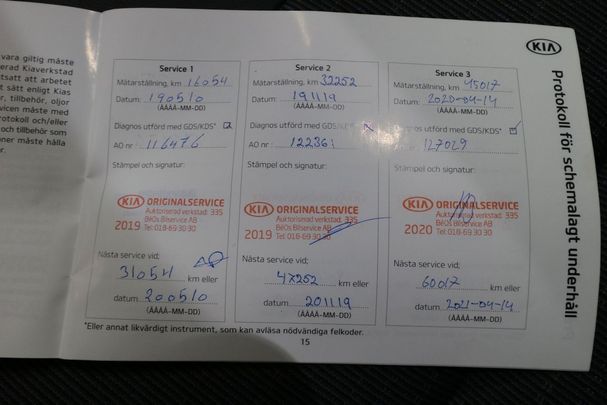 vara giltig måste
erad Kiaverkstad
tsatt att arbetet
t sätt enligt Kias
r, tillbehör, oljor
vicen måste med
rotokoll och/eller
och tillbehör som
oner måste hålla
r.
KIA
Protokoll för schemalagt underhåll
Service 1
Mätarställning, km 16054
Datum: 190510
(ÅÅÅÅ-MM-DD)
Diagnos utförd med GDS/KDS*
AO nr: 116476
Stämpel och signatur:
KIA ORIGINALSERVICE
Auktoriserad verkstad 335
BilOs Bilservice AB
2019 Tel: 018-69 30 30
Nästa service vid;
31054 km eller
datum 200510
(ÅÅÅÅ-MM-DD)
Service 2
Mätarställning, km 32252
Datum: 191119
(ÅÅÅÅ-MM-DD)
Diagnos utförd med GDS/
AO nr: 122361
Stämpel och signatur:
KIA ORIGINALSERVICE
Auktoriserad verkstad 335
BilOs Bilservice AB
2019 Tel: 018-69 30 30
Nästa service vid;
47252 km eller
datum 201119
(ÅÅÅÅ-MM-DD)
Service 3
Mätarställning, km 45017
Datum: 2020-04-14
(ÅÅÅÅ-MM-DD)
Diagnos utförd med GDS/KDS*
AO nr: 127029
Stämpel och signatur:
KIA ORIGINALSERVICE
Auktoriserad verkstad 335
BilOs Bilservice AB
2020 Tel: 018-69 30 30
Nästa service vid;
60017 km eller
datum 2021-04-14
(ÅÅÅÅ-MM-DD)
*Eller annat likvärdigt instrument, som kan avläsa nödvändiga felkoder.
15